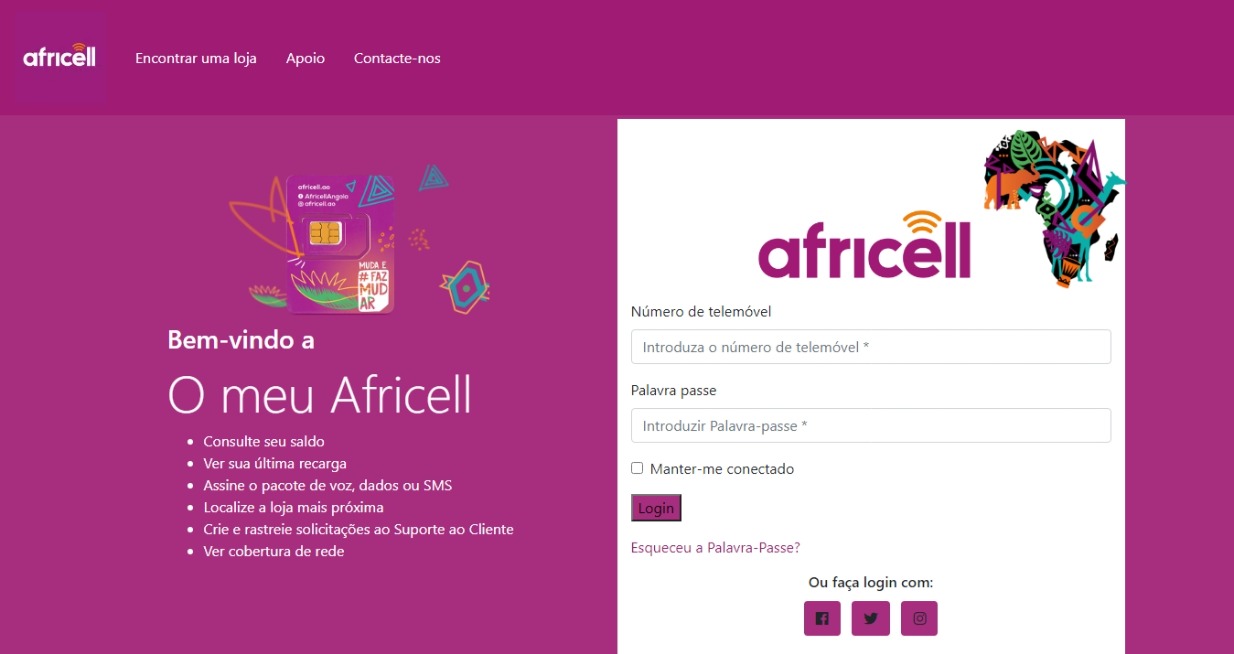 africell
Encontrar uma loja
Apoio
Contacte-nos
africell.ao
AfricellAngola
africell.ao
MUDA E
#FAZ
MUD
AR
Bem-vindo a
O meu Africell
Consulte seu saldo
Ver sua última recarga
Assine o pacote de voz, dados ou SMS
Localize a loja mais próxima
Crie e rastreie solicitações ao Suporte ao Cliente
Ver cobertura de rede
africell
Número de telemóvel
Introduza o número de telemóvel *
Palavra passe
Introduzir Palavra-passe *
Manter-me conectado
Login
Esqueceu a Palavra-Passe?
Ou faça login com: